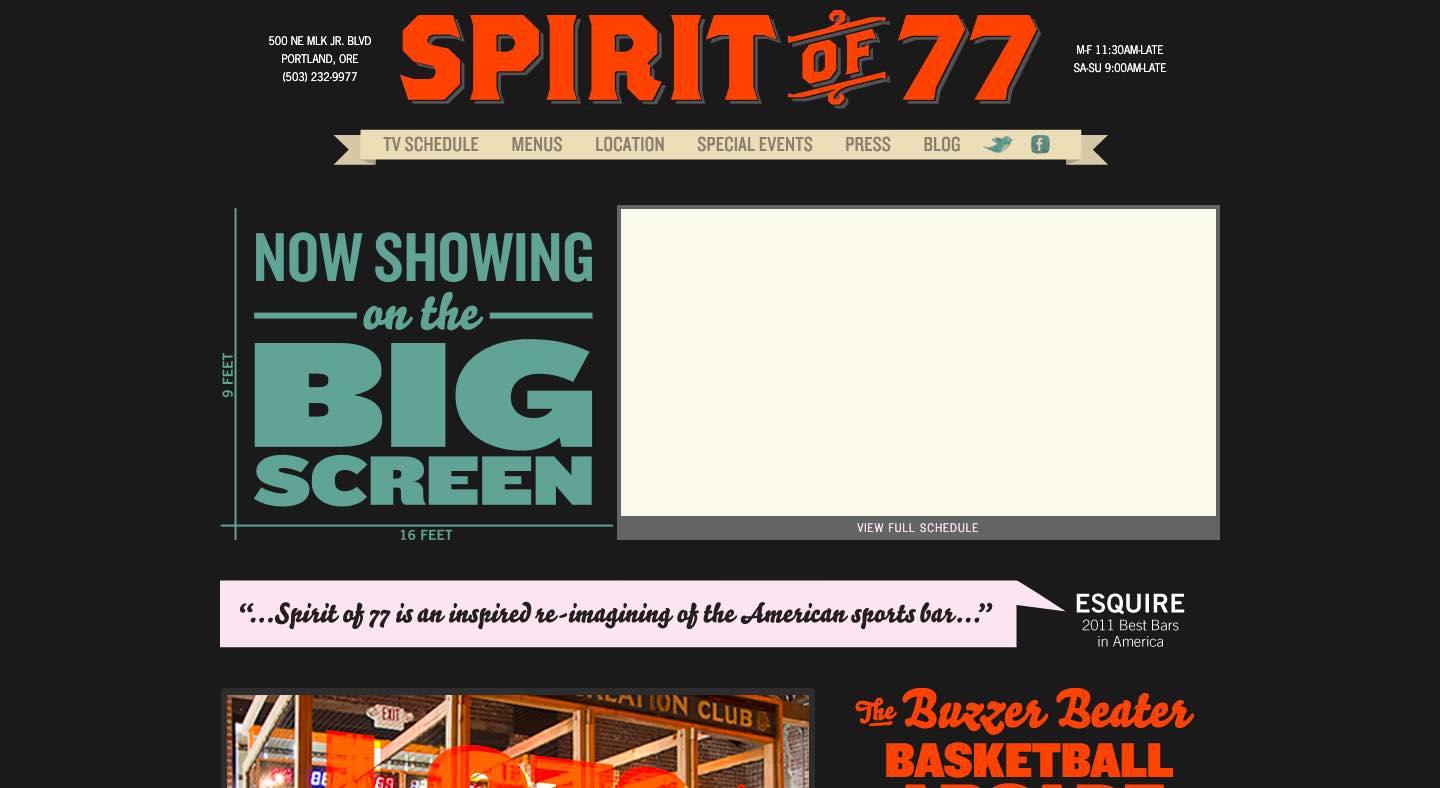 500 NE MLK JR. BLVD
PORTLAND, ORE
(503) 232-9977
SPIRIT OF 77
M-F 11:30AM-LATE
SA-SU 9:00AM-LATE
TV SCHEDULE MENUS LOCATION SPECIAL EVENTS PRESS BLOG
NOW SHOWING
on the
BIG
SCREEN
9 FEET
16 FEET
VIEW FULL SCHEDULE
“...Spirit of 77 is an inspired re-imagining of the American sports bar...”
ESQUIRE
2011 Best Bars
in America
EXIT
CLUB
The Buzzer Beater
BASKETBALL